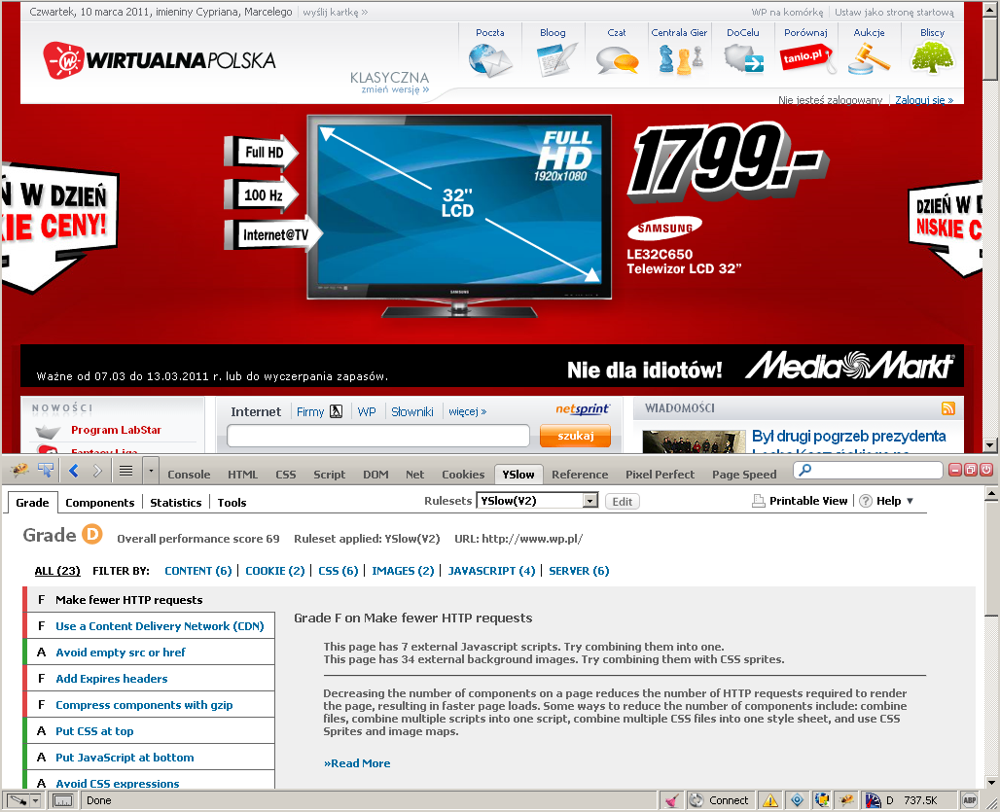 Czwartek, 10 marca 2011, imieniny Cypriana, Marcelego | wyślij kartkę »
WP na komórkę | Ustaw jako stronę startową
WIRTUALNAPOLSKA
KLASYCZNA
zmień wersję »
Poczta
Bloog
Czat
Centrala Gier
DoCelu
Porównaj
tanio.pl
Aukcje
Bliscy
Nie jesteś zalogowany | Zaloguj się »
W DZIEŃ
CENY!
DZIEŃ W
NISKIE
Full HD
100 Hz
Internet@TV
32"
LCD
FULL
HD
1920x1080
SAMSUNG
1799.-
SAMSUNG
LE32C650
Telewizor LCD 32"
Ważne od 07.03 do 13.03.2011 r. lub do wyczerpania zapasów.
Nie dla idiotów! Media Markt
NOWOŚCI
Program LabStar
Fantasy Liga
Internet | Firmy | WP | Słowniki | więcej »
netsprint
szukaj
WIADOMOŚCI
Był drugi pogrzeb prezydenta
Console HTML CSS Script DOM Net Cookies YSlow Reference Pixel Perfect Page Speed
Grade Components Statistics Tools
Rulesets YSlow(V2) Edit
Printable View Help
Grade D Overall performance score 69 Ruleset applied: YSlow(V2) URL: http://www.wp.pl/
ALL (23) FILTER BY: CONTENT (6) | COOKIE (2) | CSS (6) | IMAGES (2) | JAVASCRIPT (4) | SERVER (6)
F Make fewer HTTP requests
F Use a Content Delivery Network (CDN)
A Avoid empty src or href
F Add Expires headers
F Compress components with gzip
A Put CSS at top
A Put JavaScript at bottom
A Avoid CSS expressions
Grade F on Make fewer HTTP requests
This page has 7 external Javascript scripts. Try combining them into one.
This page has 34 external background images. Try combining them with CSS sprites.
Decreasing the number of components on a page reduces the number of HTTP requests required to render
the page, resulting in faster page loads. Some ways to reduce the number of components include: combine
files, combine multiple scripts into one script, combine multiple CSS files into one style sheet, and use CSS
Sprites and image maps.
»Read More
Done
Connect
D 737.5K
ABP